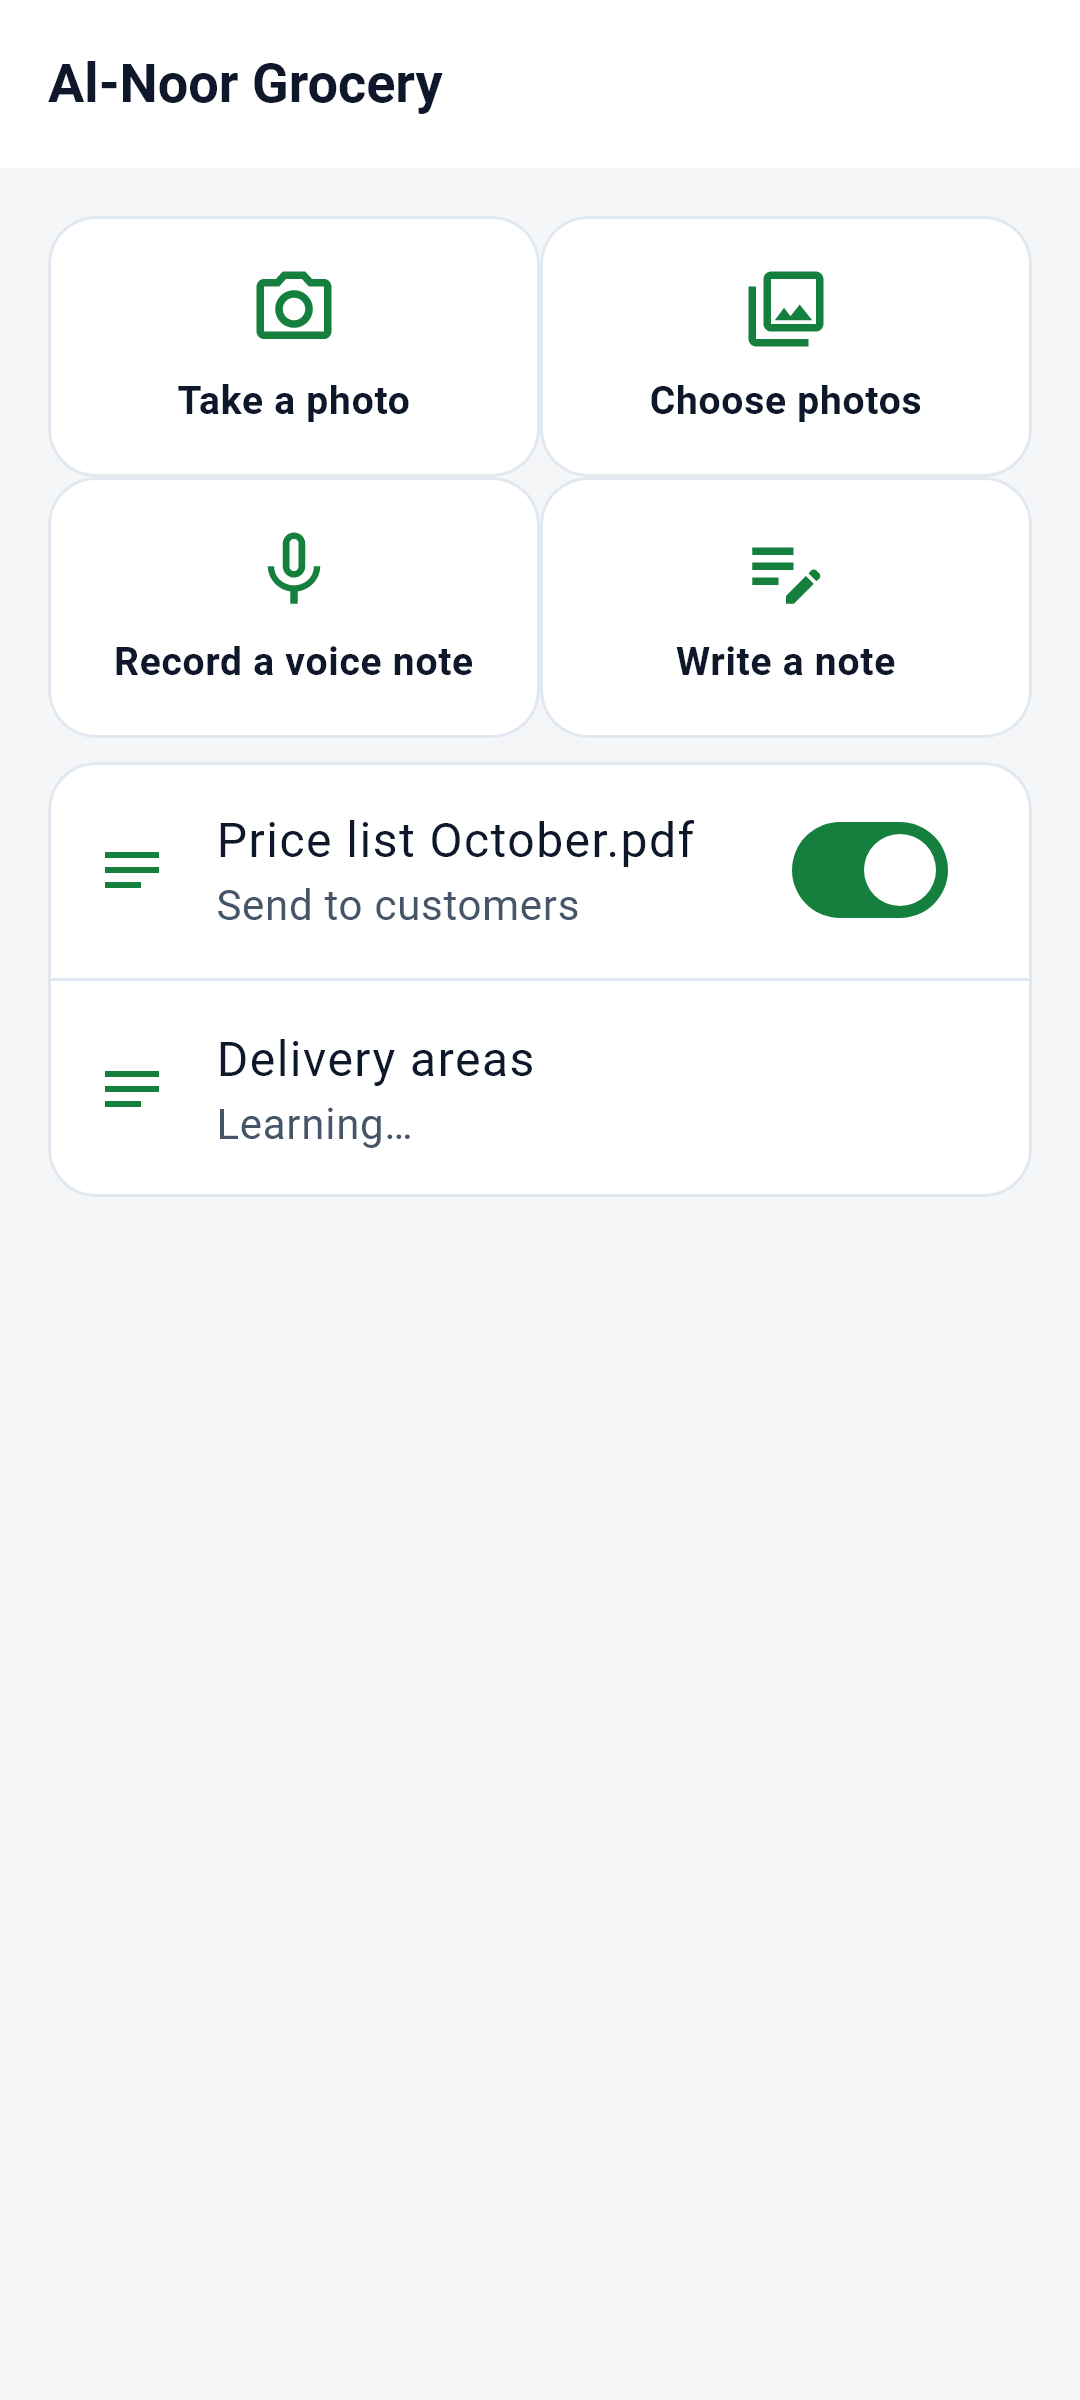 Al-Noor Grocery
Take a photo
Choose photos
Record a voice note
Write a note
Price list October.pdf
Send to customers
Delivery areas
Learning…